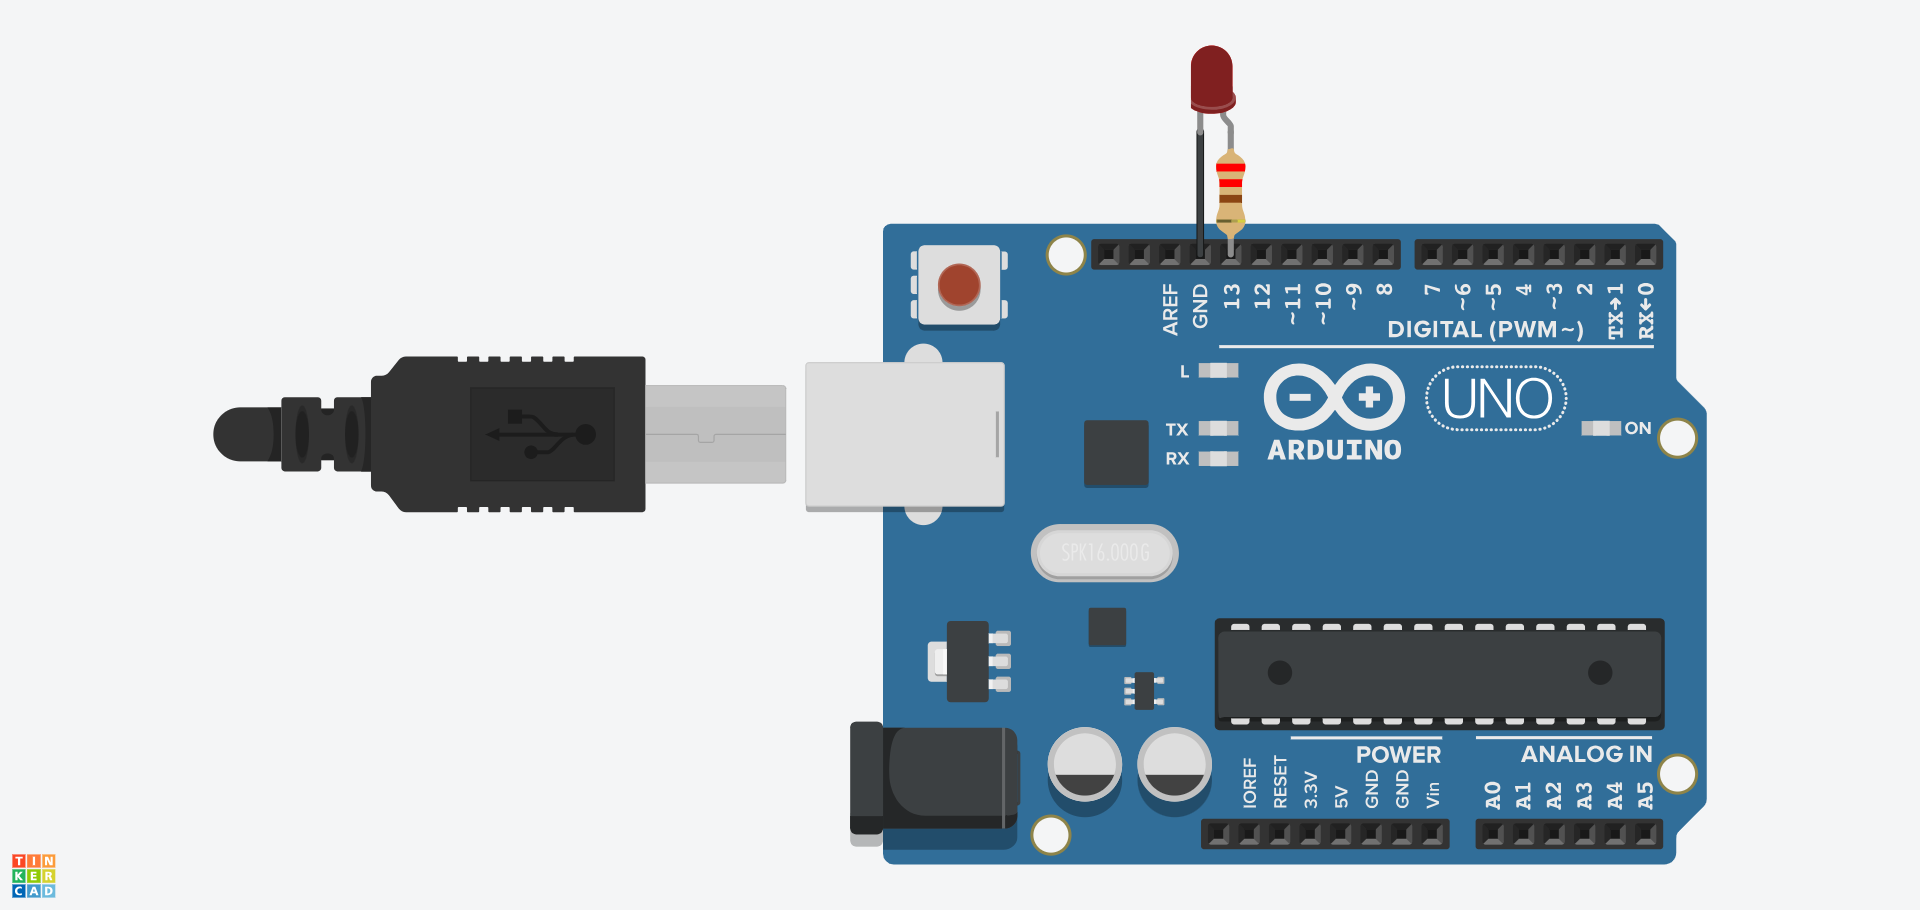 AREF
GND
13
12
~11
~10
~9
8
7
~6
~5
4
~3
2
TX→1
RX←0
DIGITAL (PWM~)
L
TX
RX
ARDUINO
UNO
ON
SPK16.000G
POWER
ANALOG IN
IOREF
RESET
3.3V
5V
GND
GND
Vin
A0
A1
A2
A3
A4
A5
TIN
KER
CAD